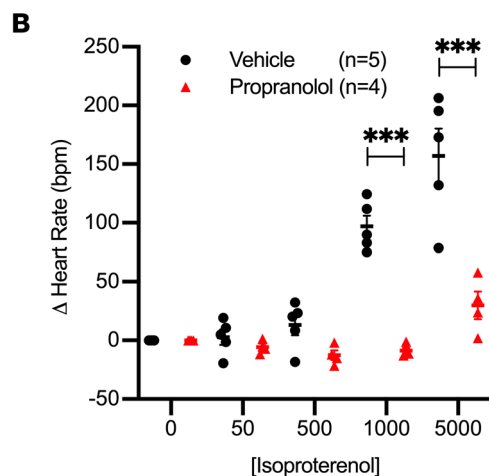 B
250
200
150
100
50
0
-50
Δ Heart Rate (bpm)
Vehicle (n=5)
Propranolol (n=4)
***
***
0 50 500 1000 5000
[Isoproterenol]